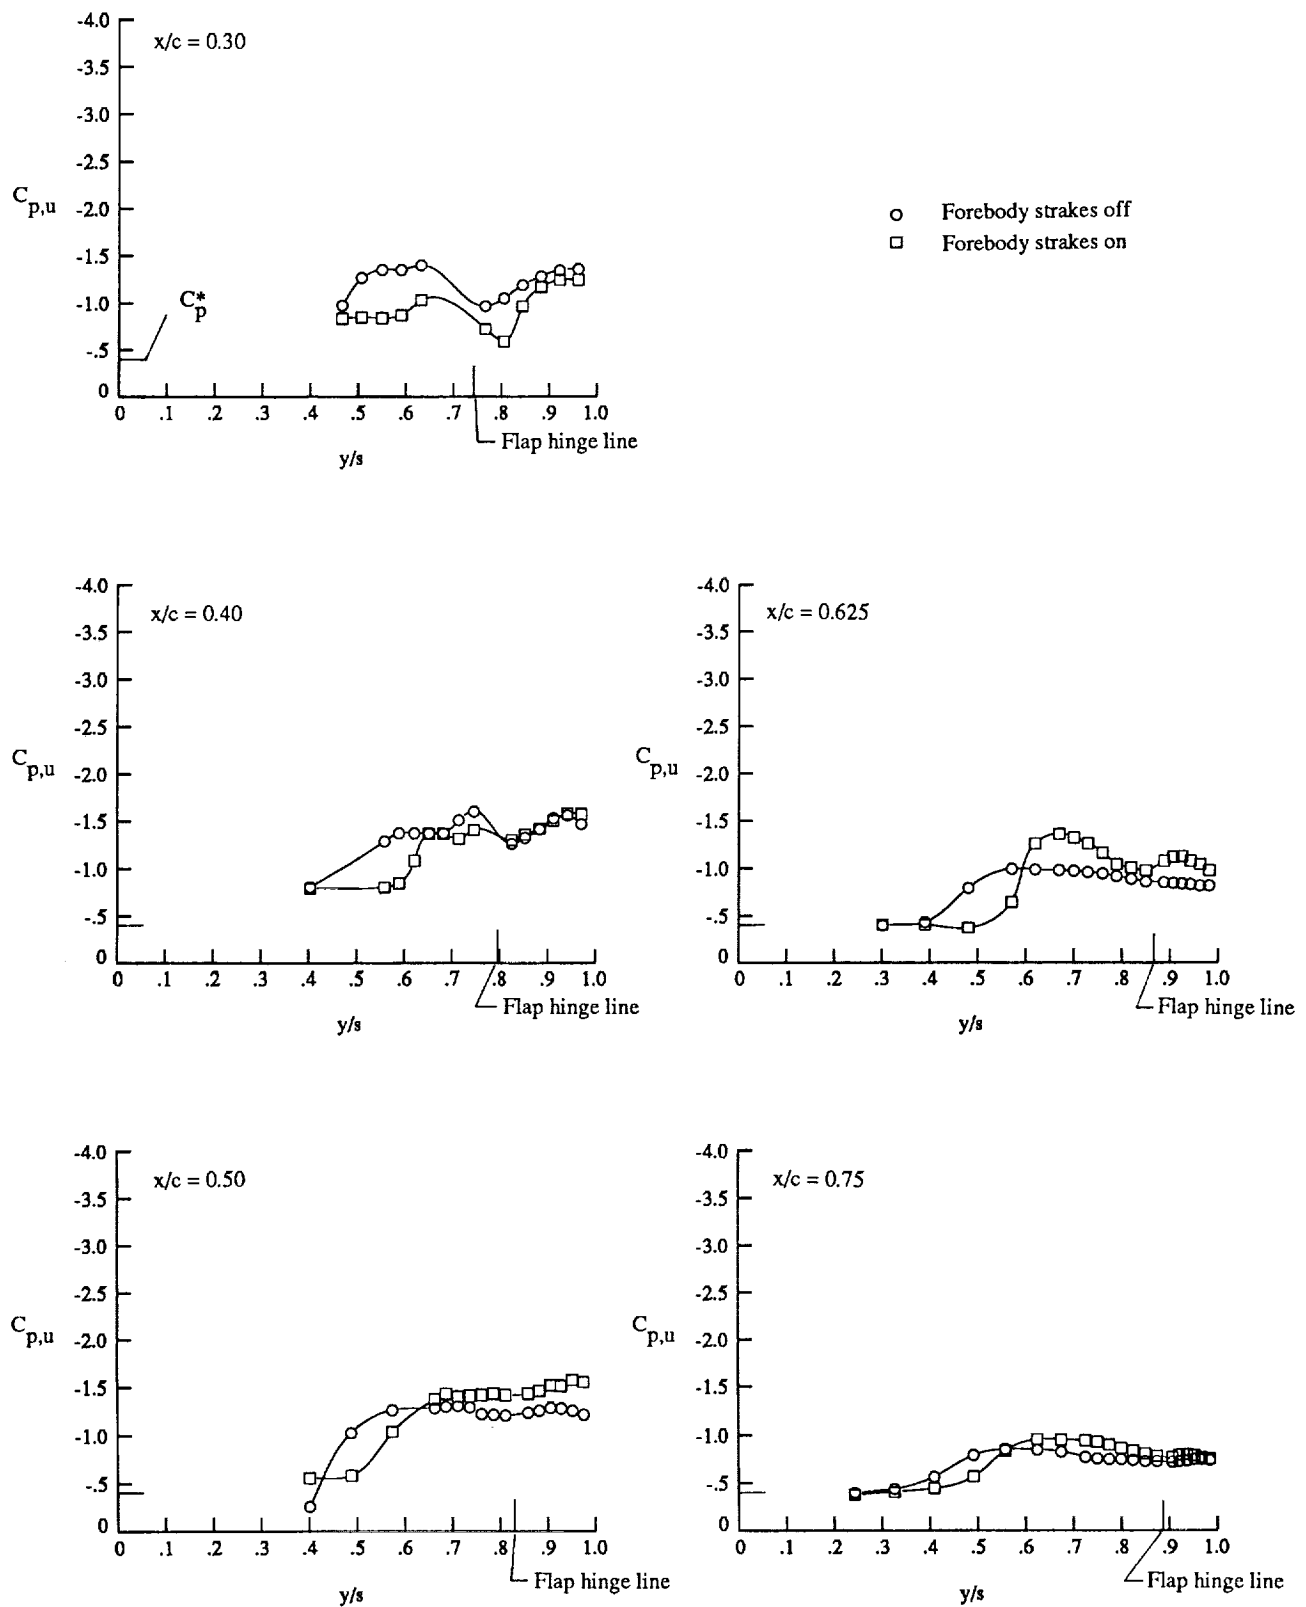 -4.0
x/c = 0.30
-3.5
-3.0
-2.5
C_p,u
-2.0
-1.5
-1.0
C*_p
-.5
0
0 .1 .2 .3 .4 .5 .6 .7 .8 .9 1.0
Flap hinge line
y/s
Forebody strakes off
Forebody strakes on
-4.0
x/c = 0.40
-3.5
-3.0
-2.5
C_p,u
-2.0
-1.5
-1.0
-.5
0
0 .1 .2 .3 .4 .5 .6 .7 .8 .9 1.0
Flap hinge line
y/s
-4.0
x/c = 0.625
-3.5
-3.0
-2.5
C_p,u
-2.0
-1.5
-1.0
-.5
0
0 .1 .2 .3 .4 .5 .6 .7 .8 .9 1.0
Flap hinge line
y/s
-4.0
x/c = 0.50
-3.5
-3.0
-2.5
C_p,u
-2.0
-1.5
-1.0
-.5
0
0 .1 .2 .3 .4 .5 .6 .7 .8 .9 1.0
Flap hinge line
y/s
-4.0
x/c = 0.75
-3.5
-3.0
-2.5
C_p,u
-2.0
-1.5
-1.0
-.5
0
0 .1 .2 .3 .4 .5 .6 .7 .8 .9 1.0
Flap hinge line
y/s